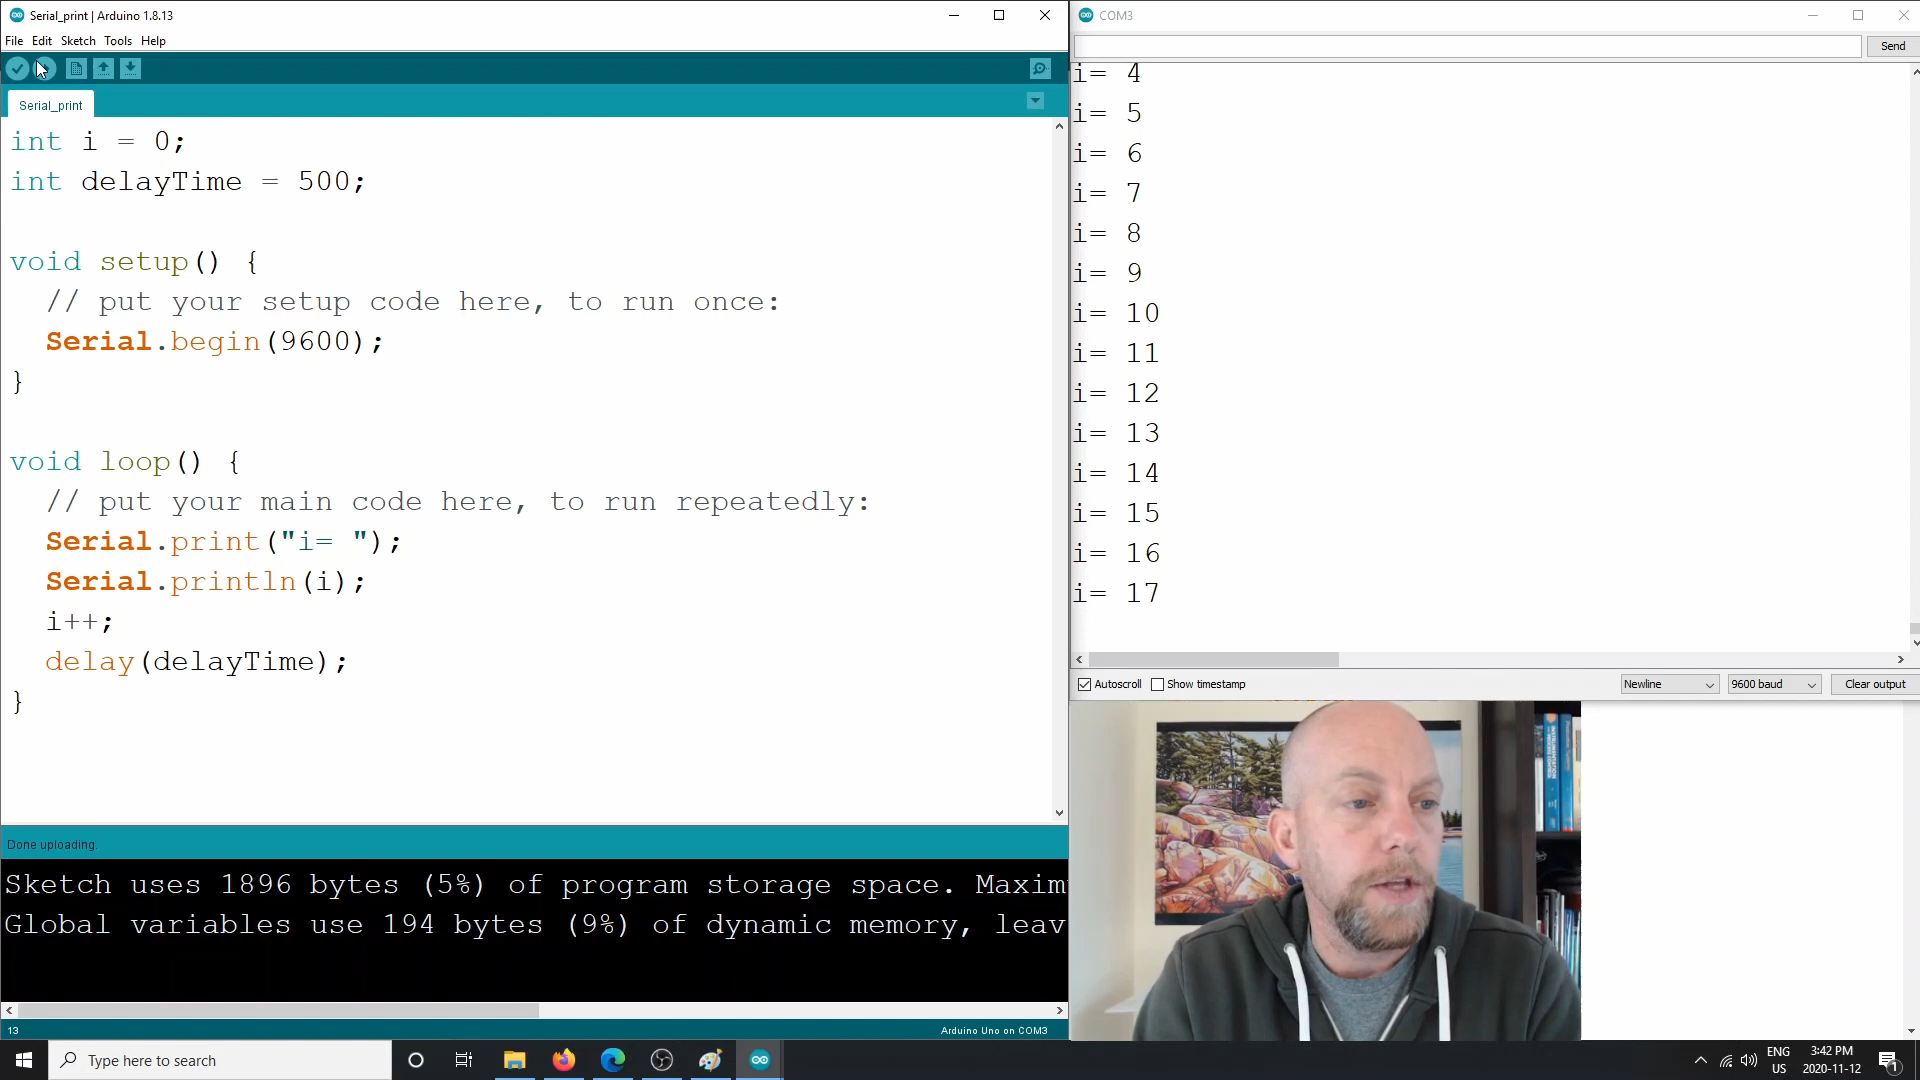 Serial_print | Arduino 1.8.13
File Edit Sketch Tools Help
Serial_print
int i = 0;
int delayTime = 500;
void setup() {
// put your setup code here, to run once:
Serial.begin(9600);
}
void loop() {
// put your main code here, to run repeatedly:
Serial.print("i= ");
Serial.println(i);
i++;
delay(delayTime);
}
Done uploading.
Sketch uses 1896 bytes (5%) of program storage space. Maxim
Global variables use 194 bytes (9%) of dynamic memory, leav
13
Arduino Uno on COM3
COM3
Send
i= 4
i= 5
i= 6
i= 7
i= 8
i= 9
i= 10
i= 11
i= 12
i= 13
i= 14
i= 15
i= 16
i= 17
Autoscroll Show timestamp
Newline
9600 baud
Clear output
Type here to search
ENG
US
3:42 PM
2020-11-12
1